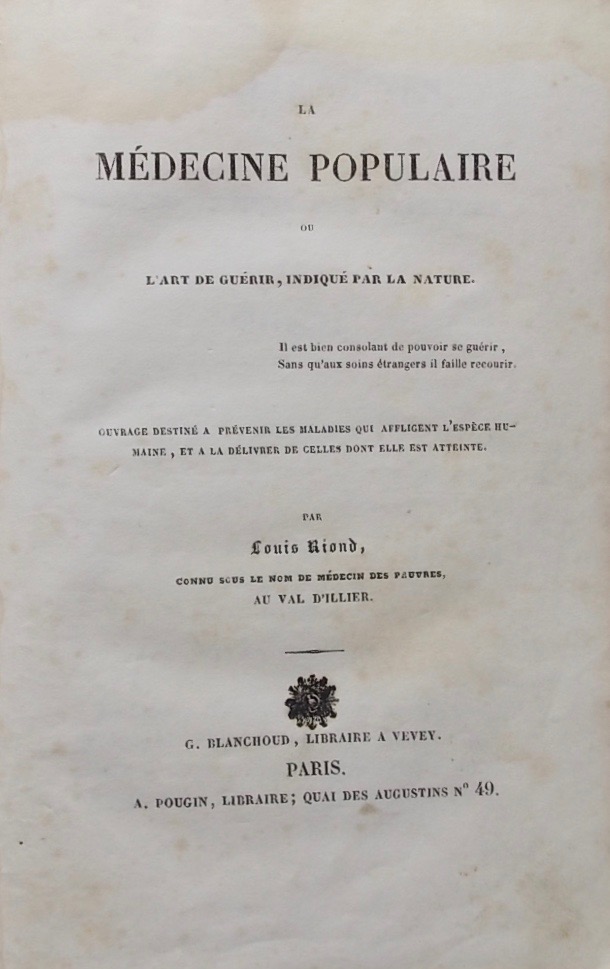 LA
MÉDECINE POPULAIRE
OU
L'ART DE GUÉRIR, INDIQUÉ PAR LA NATURE.
Il est bien consolant de pouvoir se guérir,
Sans qu'aux soins étrangers il faille recourir.
OUVRAGE DESTINÉ A PRÉVENIR LES MALADIES QUI AFFLIGENT L'ESPÈCE HU-
MAINE, ET A LA DÉLIVRER DE CELLES DONT ELLE EST ATTEINTE.
PAR
Louis Riond,
CONNU SOUS LE NOM DE MÉDECIN DES PAUVRES,
AU VAL D'ILLIER.
G. BLANCHOUD, LIBRAIRE A VEVEY.
PARIS.
A. POUGIN, LIBRAIRE; QUAI DES AUGUSTINS Nº 49.